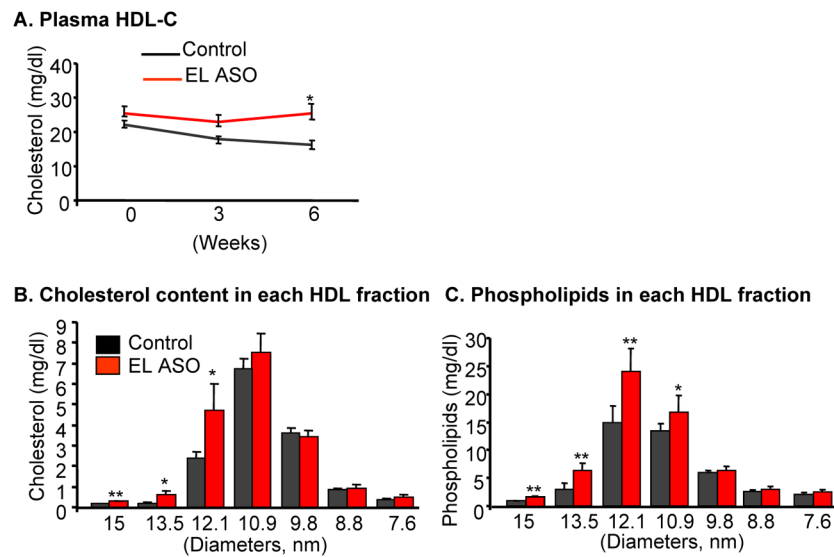 A. Plasma HDL-C
Control
EL ASO
Cholesterol (mg/dl)
40
30
20
10
0
*
0 3 6
(Weeks)
B. Cholesterol content in each HDL fraction
Control
EL ASO
Cholesterol (mg/dl)
9
8
7
6
5
4
3
2
1
0
** * *
15 13.5 12.1 10.9 9.8 8.8 7.6
(Diameters, nm)
C. Phospholipids in each HDL fraction
Phospholipids (mg/dl)
30
25
20
15
10
5
0
** ** ** *
15 13.5 12.1 10.9 9.8 8.8 7.6
(Diameters, nm)